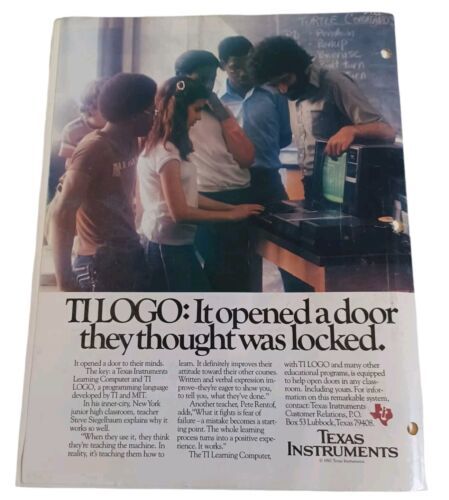 TURTLE COMMANDS
TI LOGO: It opened a door
they thought was locked.
It opened a door to their minds.
The key: a Texas Instruments
Learning Computer and TI
LOGO, a programming language
developed by TI and MIT.
In his inner-city, New York
junior high classroom, teacher
Steve Siegelbaum explains why it
works so well.
"When they use it, they think
they're teaching the machine. In
reality, it's teaching them how to
learn. It definitely improves their
attitude toward their other courses.
Written and verbal expression im-
prove–they're eager to show you,
to tell you, what they've done."
Another teacher, Pete Rentof,
adds, "What it fights is fear of
failure–a mistake becomes a start-
ing point. The whole learning
process turns into a positive expe-
rience. It works."
The TI Learning Computer,
with TI LOGO and many other
educational programs, is equipped
to help open doors in any class-
room. Including yours. For infor-
mation on this remarkable system,
contact Texas Instruments
Customer Relations, P.O.
Box 53 Lubbock, Texas 79408.
TEXAS
INSTRUMENTS